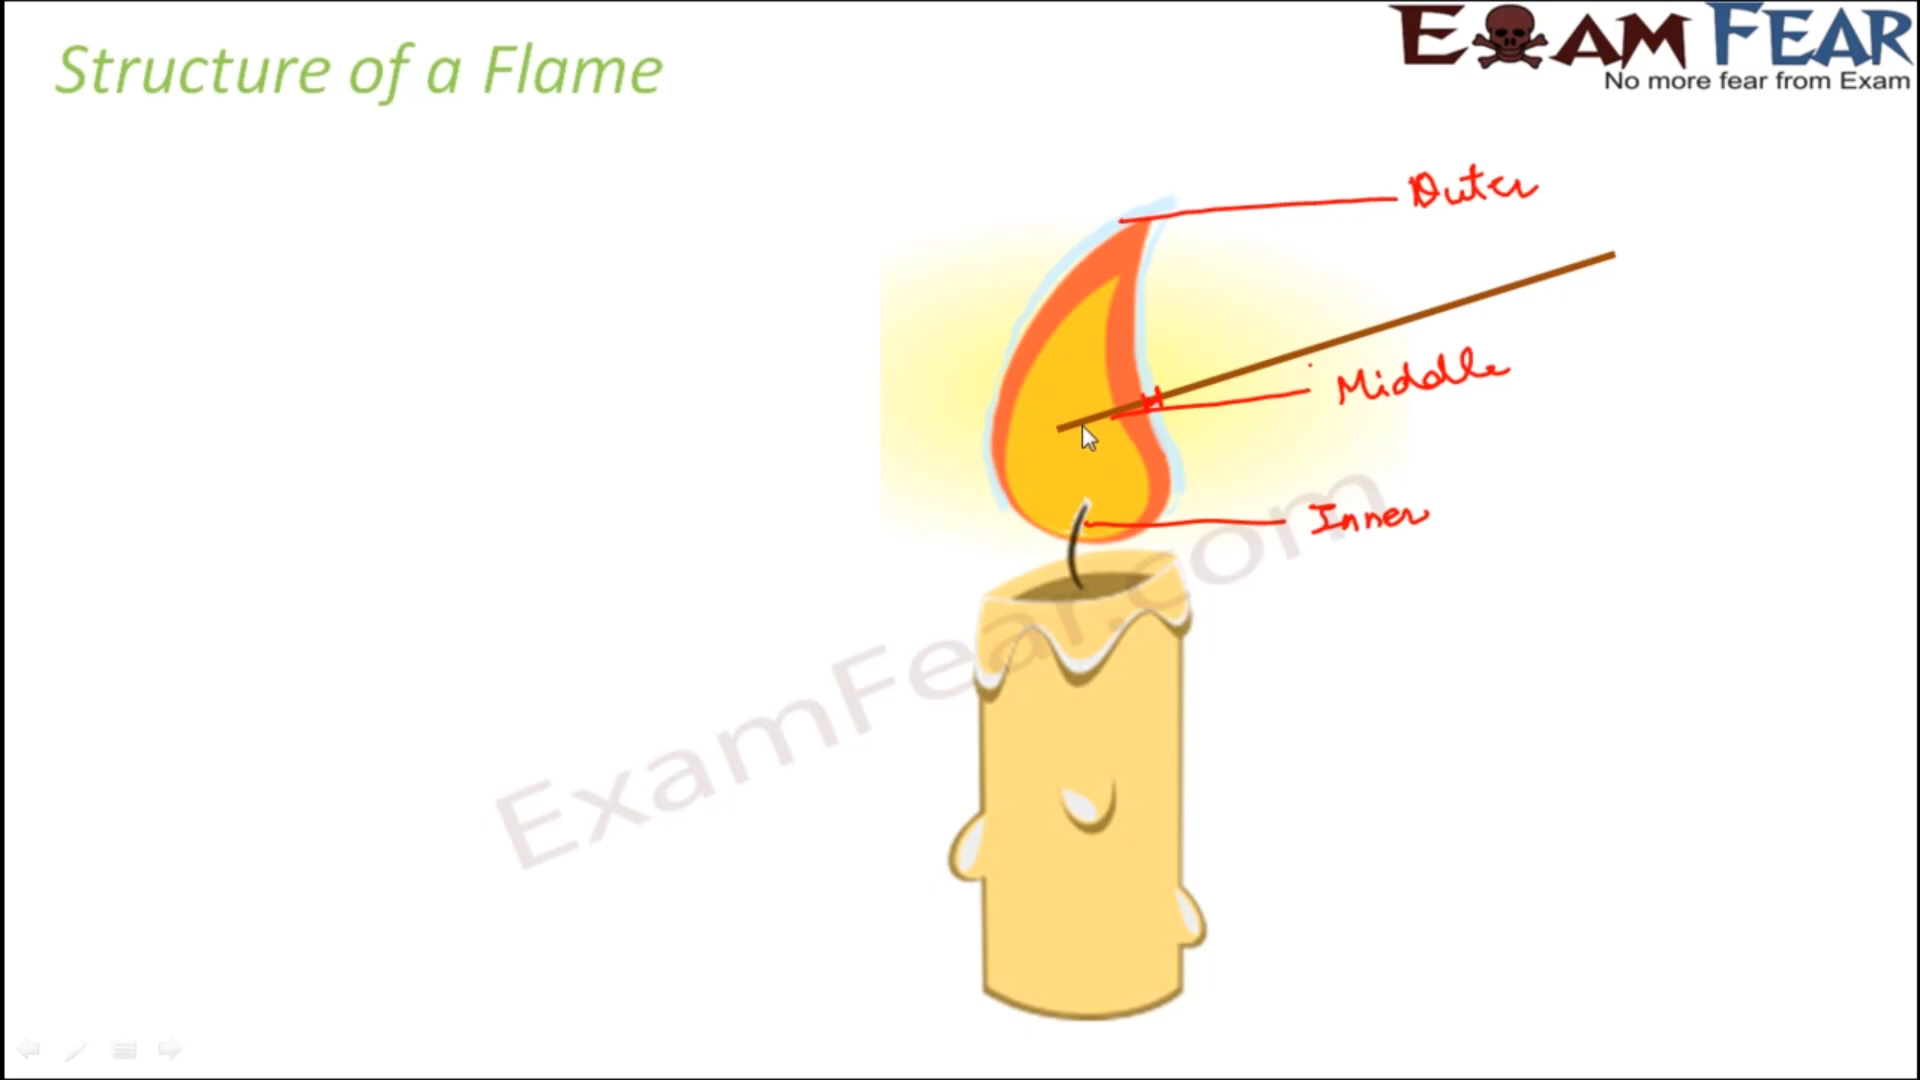 Structure of a Flame
EXAM FEAR
No more fear from Exam
Outer
Middle
Inner
ExamFear.com